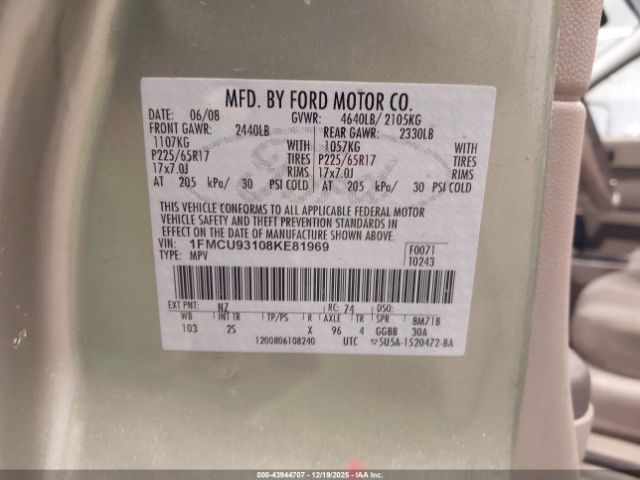 MFD. BY FORD MOTOR CO.
DATE: 06/08 GVWR: 4640LB/ 2105KG
FRONT GAWR: 2440LB REAR GAWR: 2330LB
1107KG WITH 1057KG WITH
P225/65R17 TIRES P225/65R17 TIRES
17x7.0J RIMS 17x7.0J RIMS
AT 205 kPa/ 30 PSI COLD AT 205 kPa/ 30 PSI COLD
THIS VEHICLE CONFORMS TO ALL APPLICABLE FEDERAL MOTOR
VEHICLE SAFETY AND THEFT PREVENTION STANDARDS IN
EFFECT ON THE DATE OF MANUFACTURE SHOWN ABOVE.
VIN: 1FMCU93108KE81969 F0071
TYPE: MPV T0243
EXT PNT: NZ RC: 74 DSO:
WB INT TR TP/PS R AXLE TR SPR BM71B
103 2S X 96 4 GGBB 30A
1200806108240 UTC ▽5U5A-1520472-BA
Ford
IAA - 43944707 - 12/19/2025 - IAAI.COM